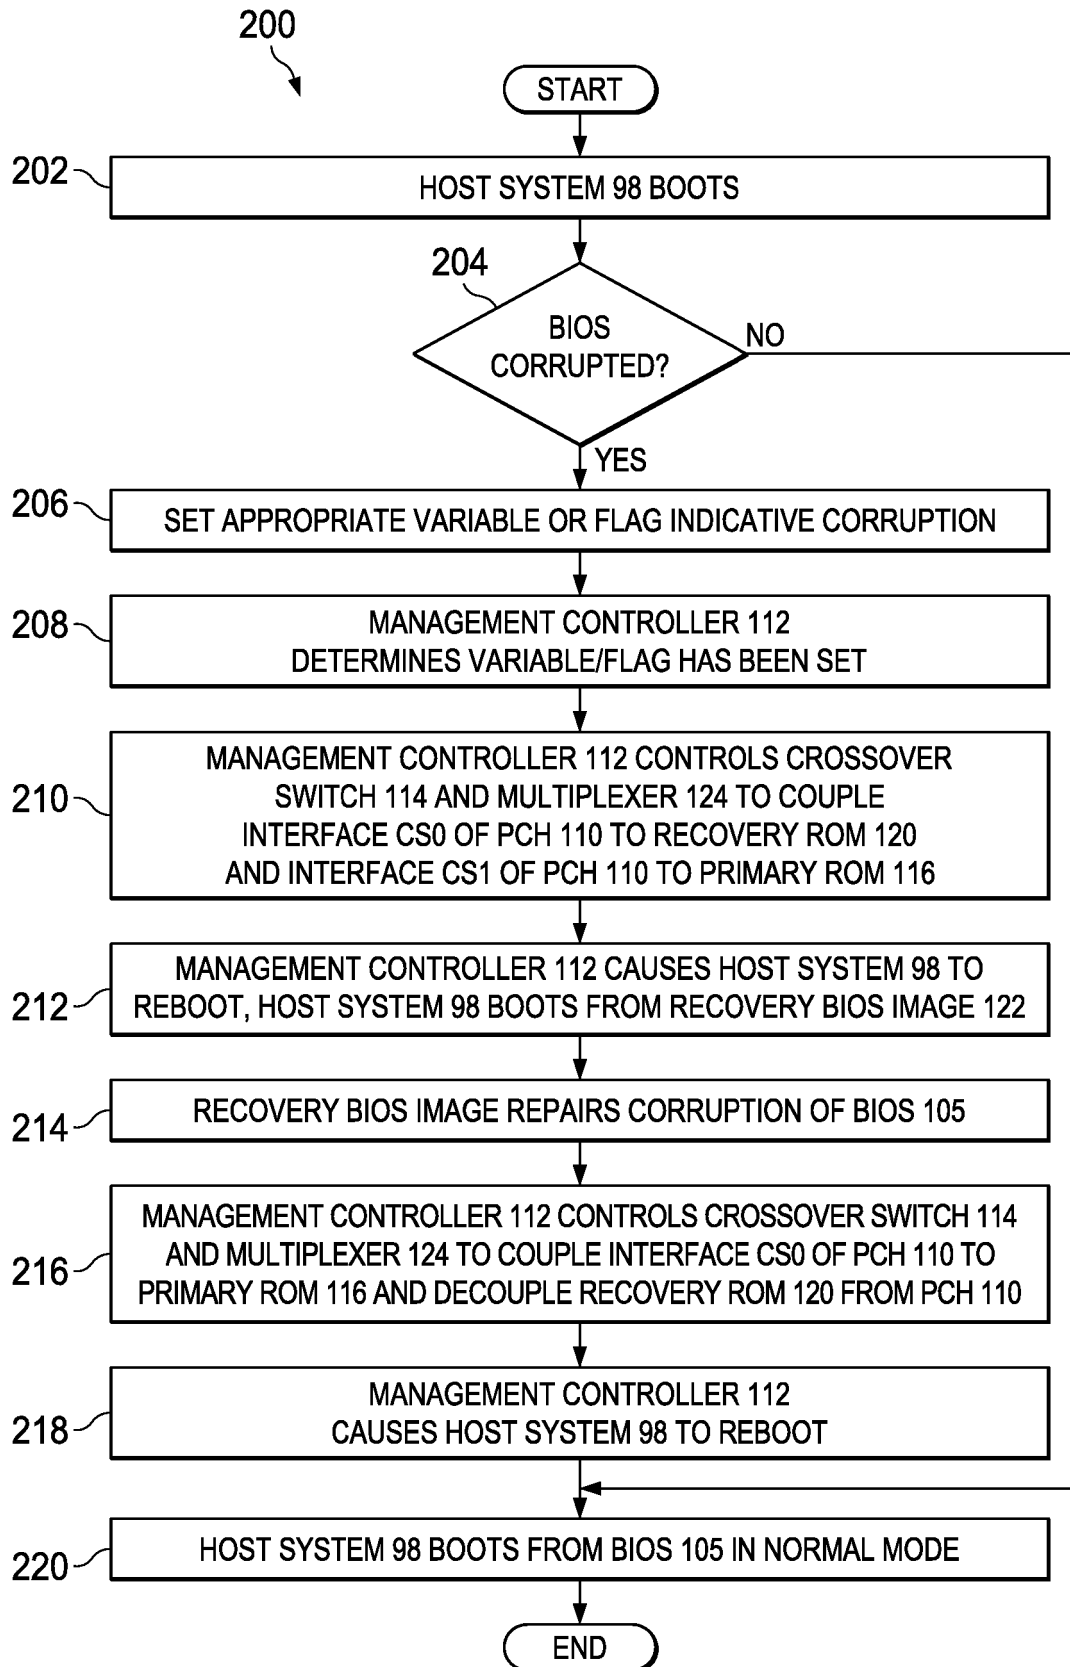 200
START
202
HOST SYSTEM 98 BOOTS
204
BIOS
CORRUPTED?
NO
YES
206
SET APPROPRIATE VARIABLE OR FLAG INDICATIVE CORRUPTION
208
MANAGEMENT CONTROLLER 112
DETERMINES VARIABLE/FLAG HAS BEEN SET
210
MANAGEMENT CONTROLLER 112 CONTROLS CROSSOVER
SWITCH 114 AND MULTIPLEXER 124 TO COUPLE
INTERFACE CS0 OF PCH 110 TO RECOVERY ROM 120
AND INTERFACE CS1 OF PCH 110 TO PRIMARY ROM 116
212
MANAGEMENT CONTROLLER 112 CAUSES HOST SYSTEM 98 TO
REBOOT, HOST SYSTEM 98 BOOTS FROM RECOVERY BIOS IMAGE 122
214
RECOVERY BIOS IMAGE REPAIRS CORRUPTION OF BIOS 105
216
MANAGEMENT CONTROLLER 112 CONTROLS CROSSOVER SWITCH 114
AND MULTIPLEXER 124 TO COUPLE INTERFACE CS0 OF PCH 110 TO
PRIMARY ROM 116 AND DECOUPLE RECOVERY ROM 120 FROM PCH 110
218
MANAGEMENT CONTROLLER 112
CAUSES HOST SYSTEM 98 TO REBOOT
220
HOST SYSTEM 98 BOOTS FROM BIOS 105 IN NORMAL MODE
END